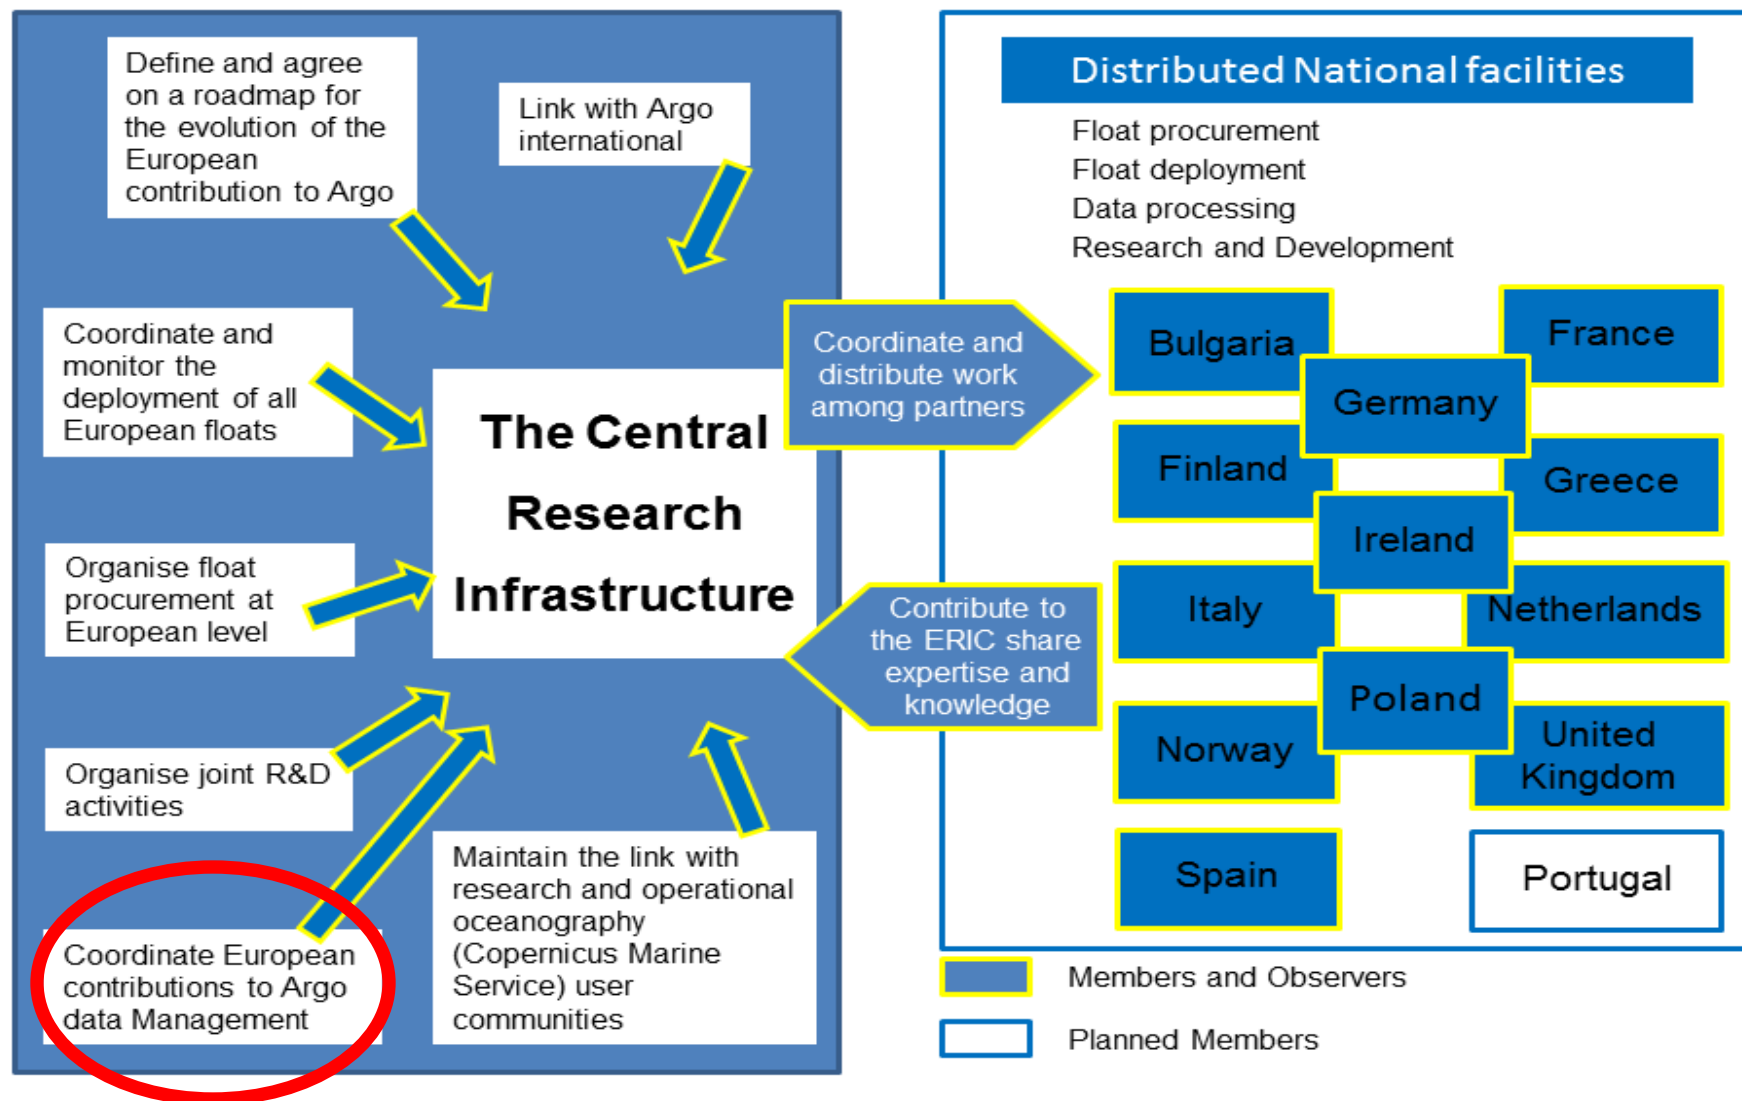 Define and agree
on a roadmap for
the evolution of the
European
contribution to Argo
Link with Argo
international
Coordinate and
monitor the
deployment of all
European floats
Organise float
procurement at
European level
Organise joint R&D
activities
Coordinate European
contributions to Argo
data Management
Maintain the link with
research and operational
oceanography
(Copernicus Marine
Service) user
communities
The Central
Research
Infrastructure
Coordinate and
distribute work
among partners
Contribute to
the ERIC share
expertise and
knowledge
Distributed National facilities
Float procurement
Float deployment
Data processing
Research and Development
Bulgaria
France
Germany
Finland
Greece
Ireland
Italy
Netherlands
Poland
Norway
United
Kingdom
Spain
Portugal
Members and Observers
Planned Members